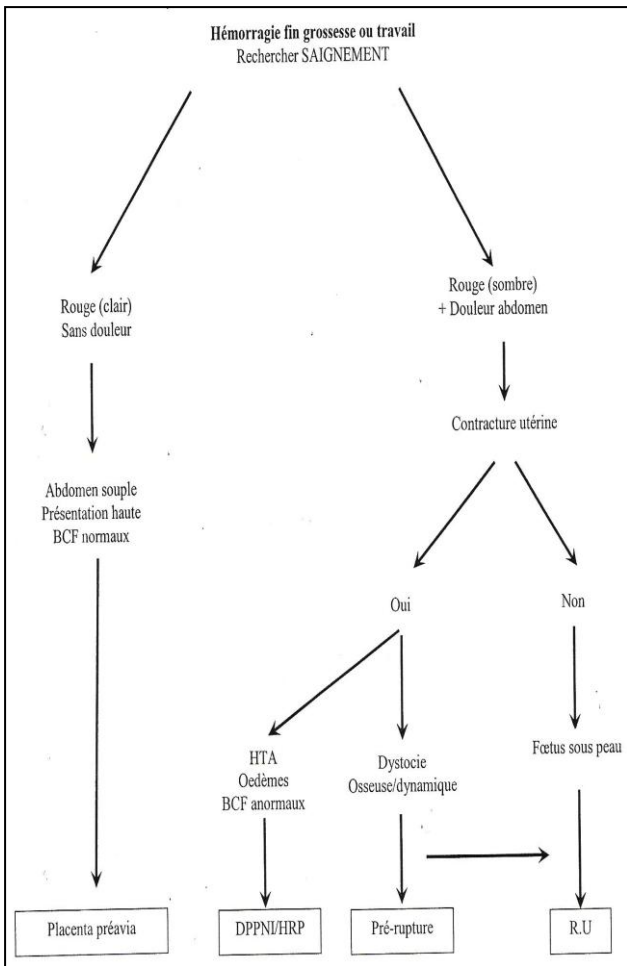 Hémorragie fin grossesse ou travail
Rechercher SAIGNEMENT
Rouge (clair)
Sans douleur
Rouge (sombre)
+ Douleur abdomen
Contracture utérine
Abdomen souple
Présentation haute
BCF normaux
Oui
Non
HTA
Oedèmes
BCF anormaux
Dystocie
Osseuse/dynamique
Fœtus sous peau
Placenta préavia
DPPNI/HRP
Pré-rupture
R.U